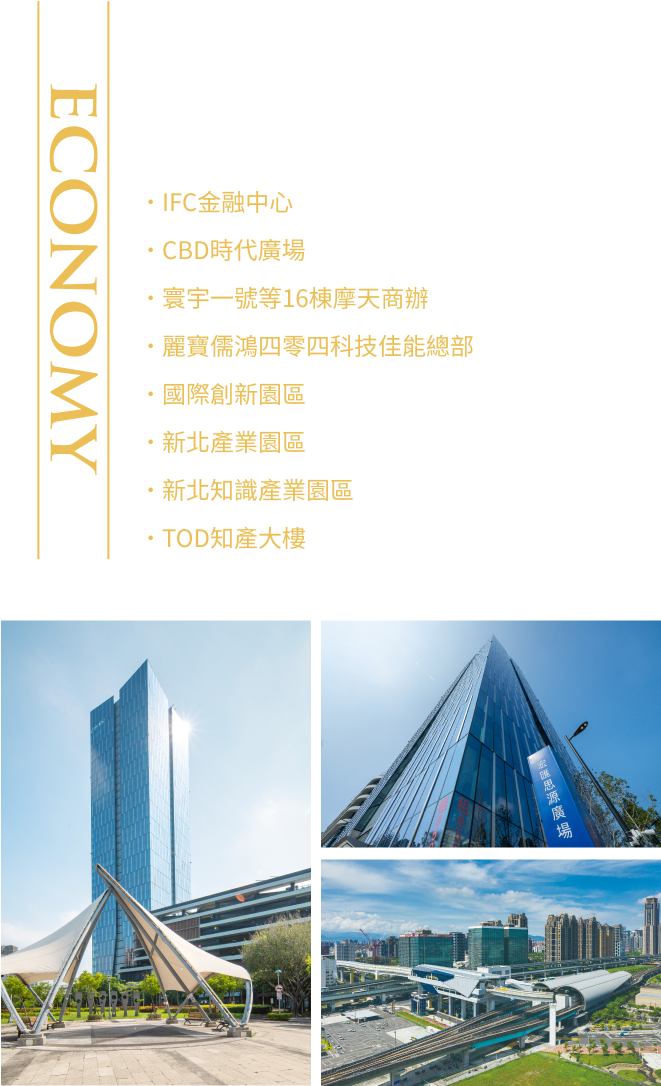 ECONOMY
・IFC金融中心
・CBD時代廣場
・寰宇一號等16棟摩天商辦
・麗寶儒鴻四零四科技佳能總部
・國際創新園區
・新北產業園區
・新北知識產業園區
・TOD知產大樓
宏匯思源廣場